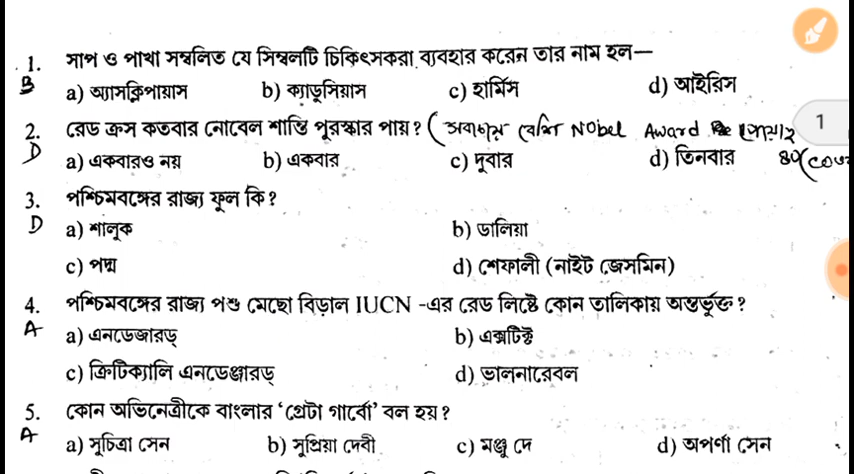 1. সাপ ও পাখা সম্বলিত যে সিম্বলটি চিকিৎসকরা ব্যবহার করেন তার নাম হল—
B a) অ্যাসক্লিপায়াস b) ক্যাডুসিয়াস c) হার্মিস d) আইরিস
2. রেড ক্রস কতবার নোবেল শান্তি পুরস্কার পায়? ( বেশি Nobel Award 1
D a) একবারও নয় b) একবার c) দুবার d) তিনবার
3. পশ্চিমবঙ্গের রাজ্য ফুল কি?
D a) শালুক b) ডালিয়া
c) পদ্ম d) শেফালী (নাইট জেসমিন)
4. পশ্চিমবঙ্গের রাজ্য পশু মেছো বিড়াল IUCN -এর রেড লিস্টে কোন তালিকায় অন্তর্ভুক্ত?
A a) এনডেজারড্ b) এক্সটিক্ট
c) ক্রিটিক্যালি এনডেঞ্জারড্ d) ভালনারেবল
5. কোন অভিনেত্রীকে বাংলার ‘গ্রেটা গার্বো’ বল হয়?
A a) সুচিত্রা সেন b) সুপ্রিয়া দেবী c) মঞ্জু দে d) অপর্ণা সেন